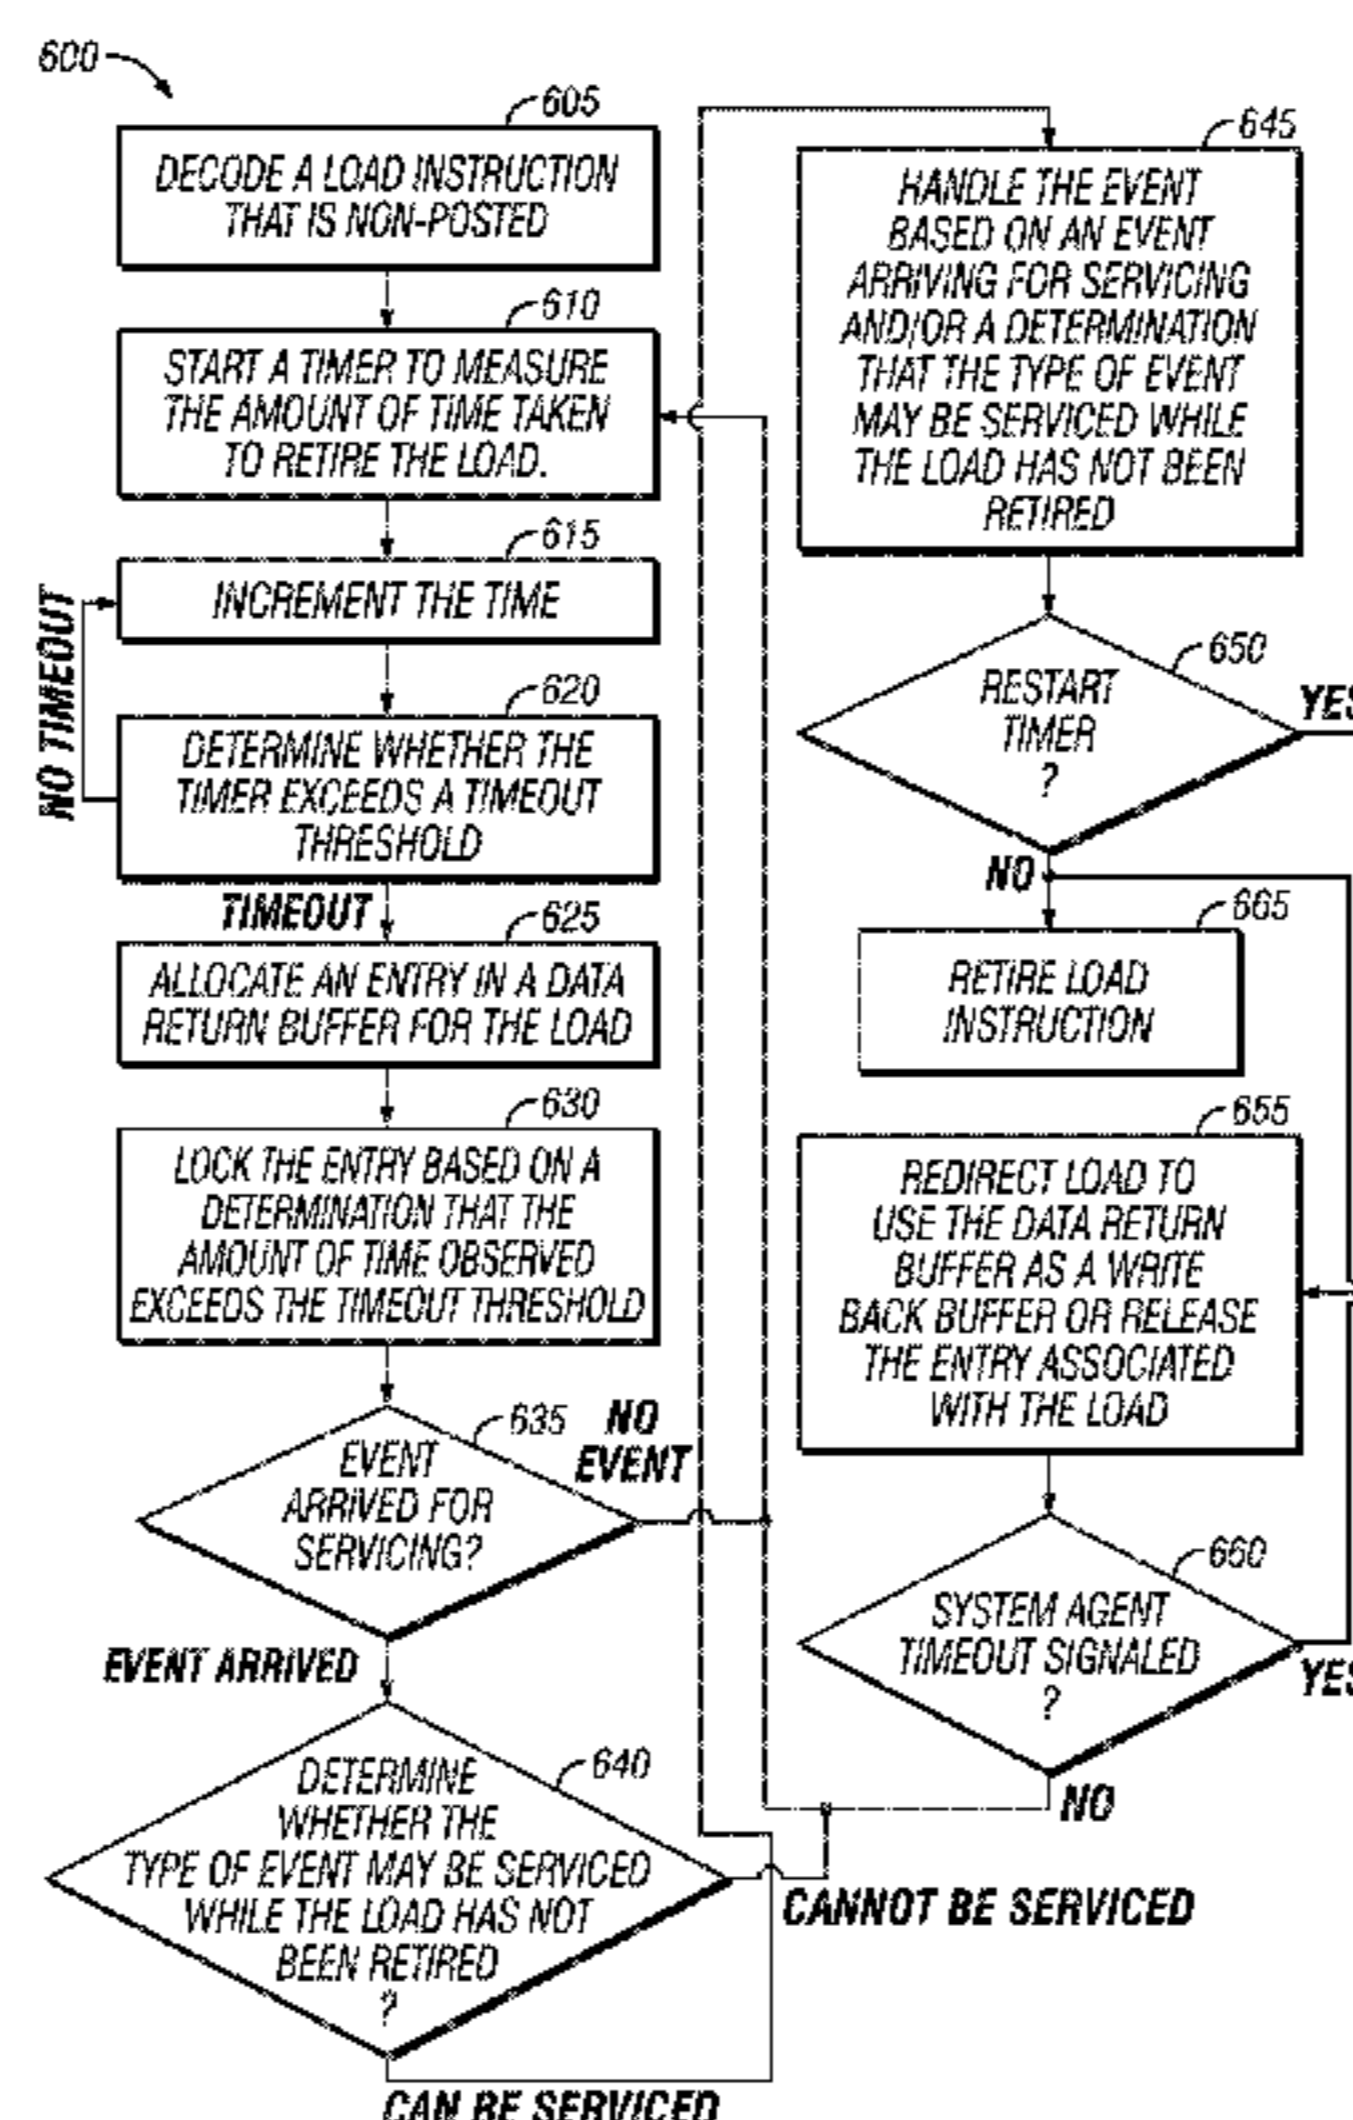 600
605
DECODE A LOAD INSTRUCTION
THAT IS NON-POSTED
610
START A TIMER TO MEASURE
THE AMOUNT OF TIME TAKEN
TO RETIRE THE LOAD.
615
INCREMENT THE TIME
NO TIMEOUT
620
DETERMINE WHETHER THE
TIMER EXCEEDS A TIMEOUT
THRESHOLD
TIMEOUT
625
ALLOCATE AN ENTRY IN A DATA
RETURN BUFFER FOR THE LOAD
630
LOCK THE ENTRY BASED ON A
DETERMINATION THAT THE
AMOUNT OF TIME OBSERVED
EXCEEDS THE TIMEOUT THRESHOLD
635
NO
EVENT
EVENT
ARRIVED FOR
SERVICING?
EVENT ARRIVED
640
DETERMINE
WHETHER THE
TYPE OF EVENT MAY BE SERVICED
WHILE THE LOAD HAS NOT
BEEN RETIRED
?
CANNOT BE SERVICED
CAN BE SERVICED
645
HANDLE THE EVENT
BASED ON AN EVENT
ARRIVING FOR SERVICING
AND/OR A DETERMINATION
THAT THE TYPE OF EVENT
MAY BE SERVICED WHILE
THE LOAD HAS NOT BEEN
RETIRED
650
RESTART
TIMER
?
YES
NO
665
RETIRE LOAD
INSTRUCTION
655
REDIRECT LOAD TO
USE THE DATA RETURN
BUFFER AS A WRITE
BACK BUFFER OR RELEASE
THE ENTRY ASSOCIATED
WITH THE LOAD
660
SYSTEM AGENT
TIMEOUT SIGNALED
?
YES
NO